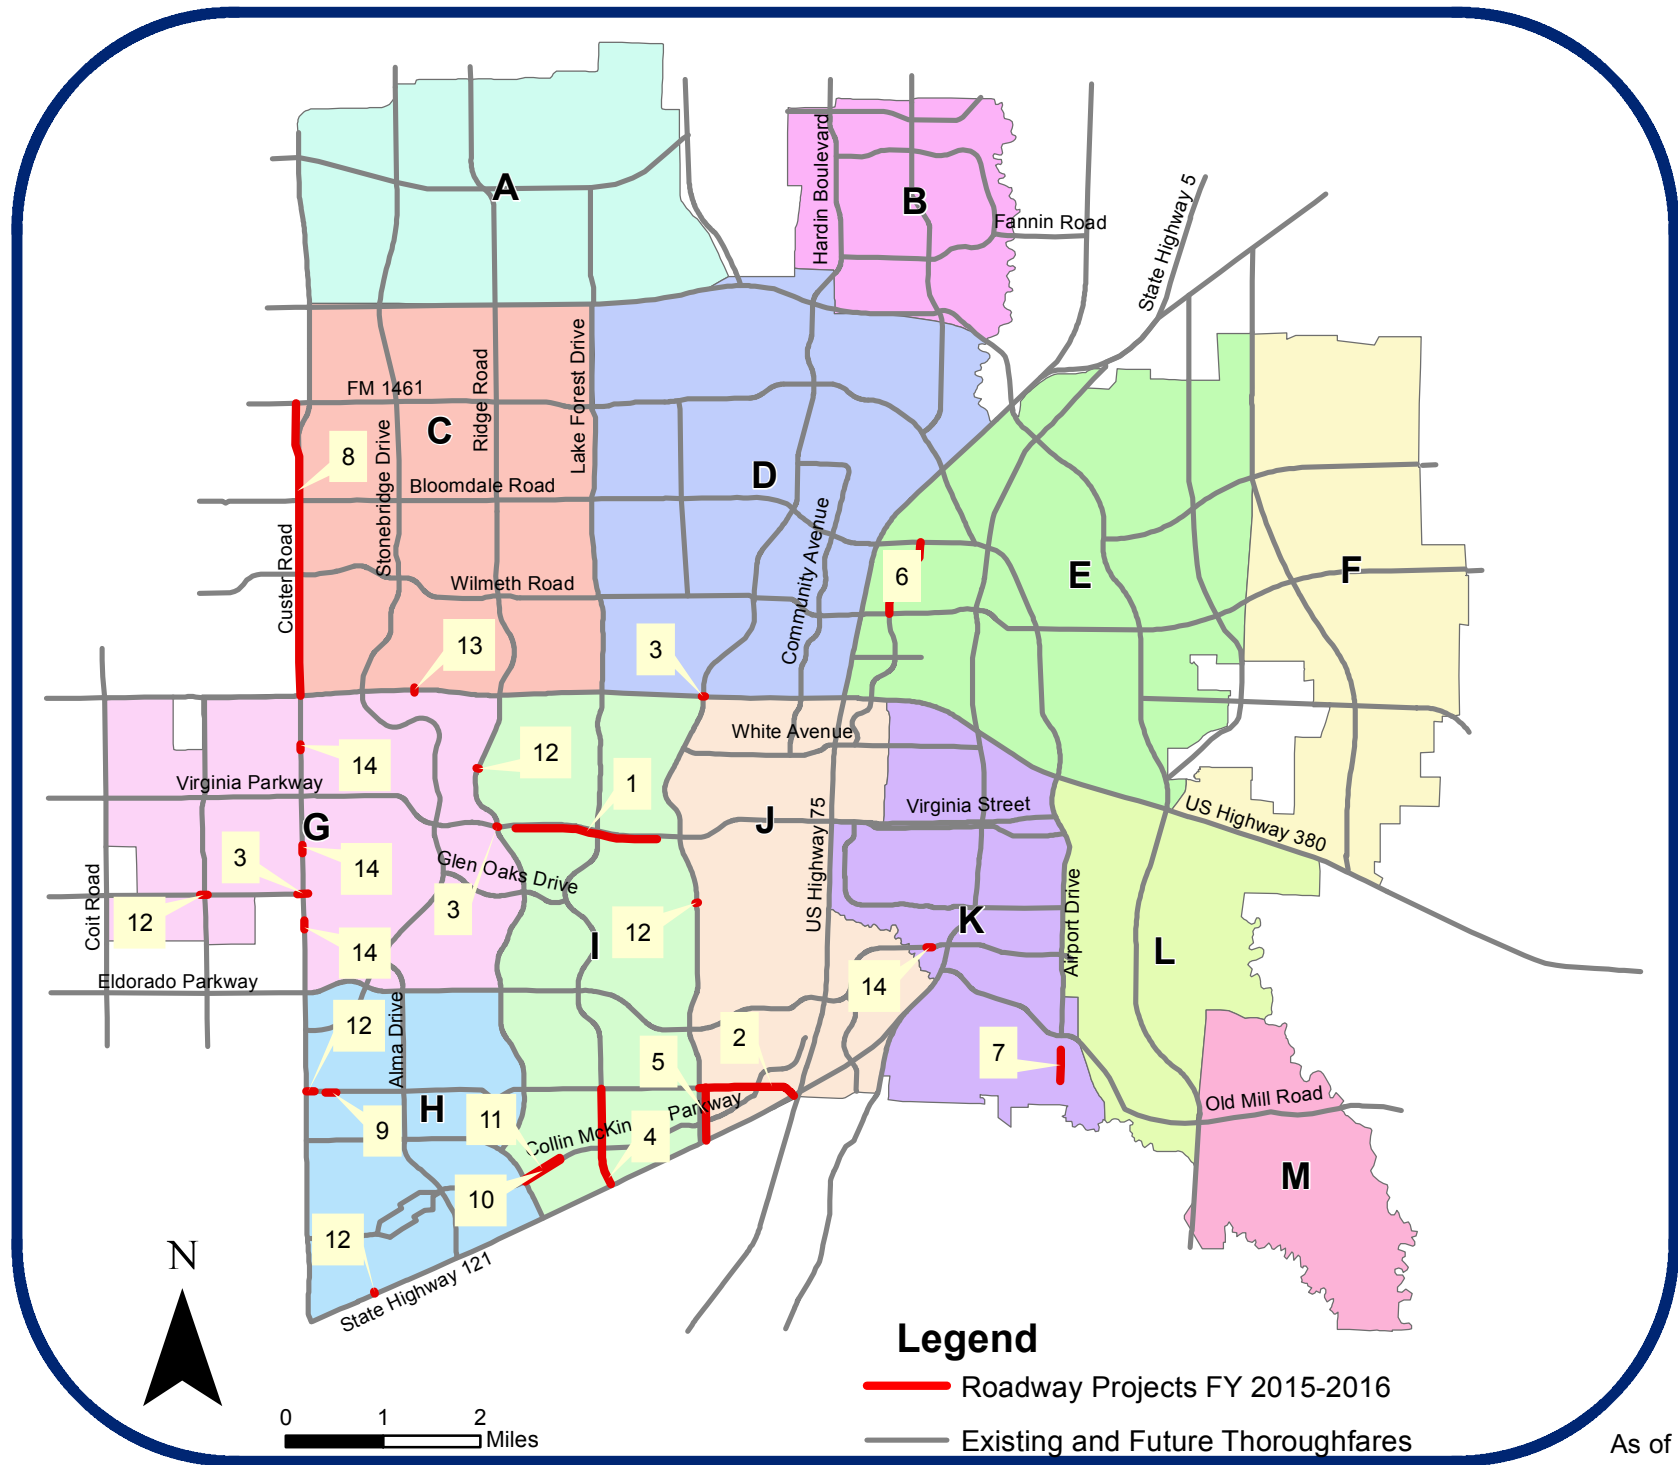 A
B
Hardin Boulevard
Fannin Road
State Highway 5
FM 1461
C
Ridge Road
Lake Forest Drive
Stonebridge Drive
8
Bloomdale Road
D
Custer Road
Community Avenue
6
E
F
Wilmeth Road
13
3
White Avenue
12
14
Virginia Parkway
1
G
J
US Highway 75
Virginia Street
US Highway 380
3
14
Glen Oaks Drive
3
Coit Road
12
12
I
K
Airport Drive
L
14
14
Eldorado Parkway
12
Alma Drive
2
5
7
H
11
Collin McKin
Parkway
4
Old Mill Road
9
10
M
12
State Highway 121
N
Legend
Roadway Projects FY 2015-2016
Existing and Future Thoroughfares
0 1 2
Miles
As of